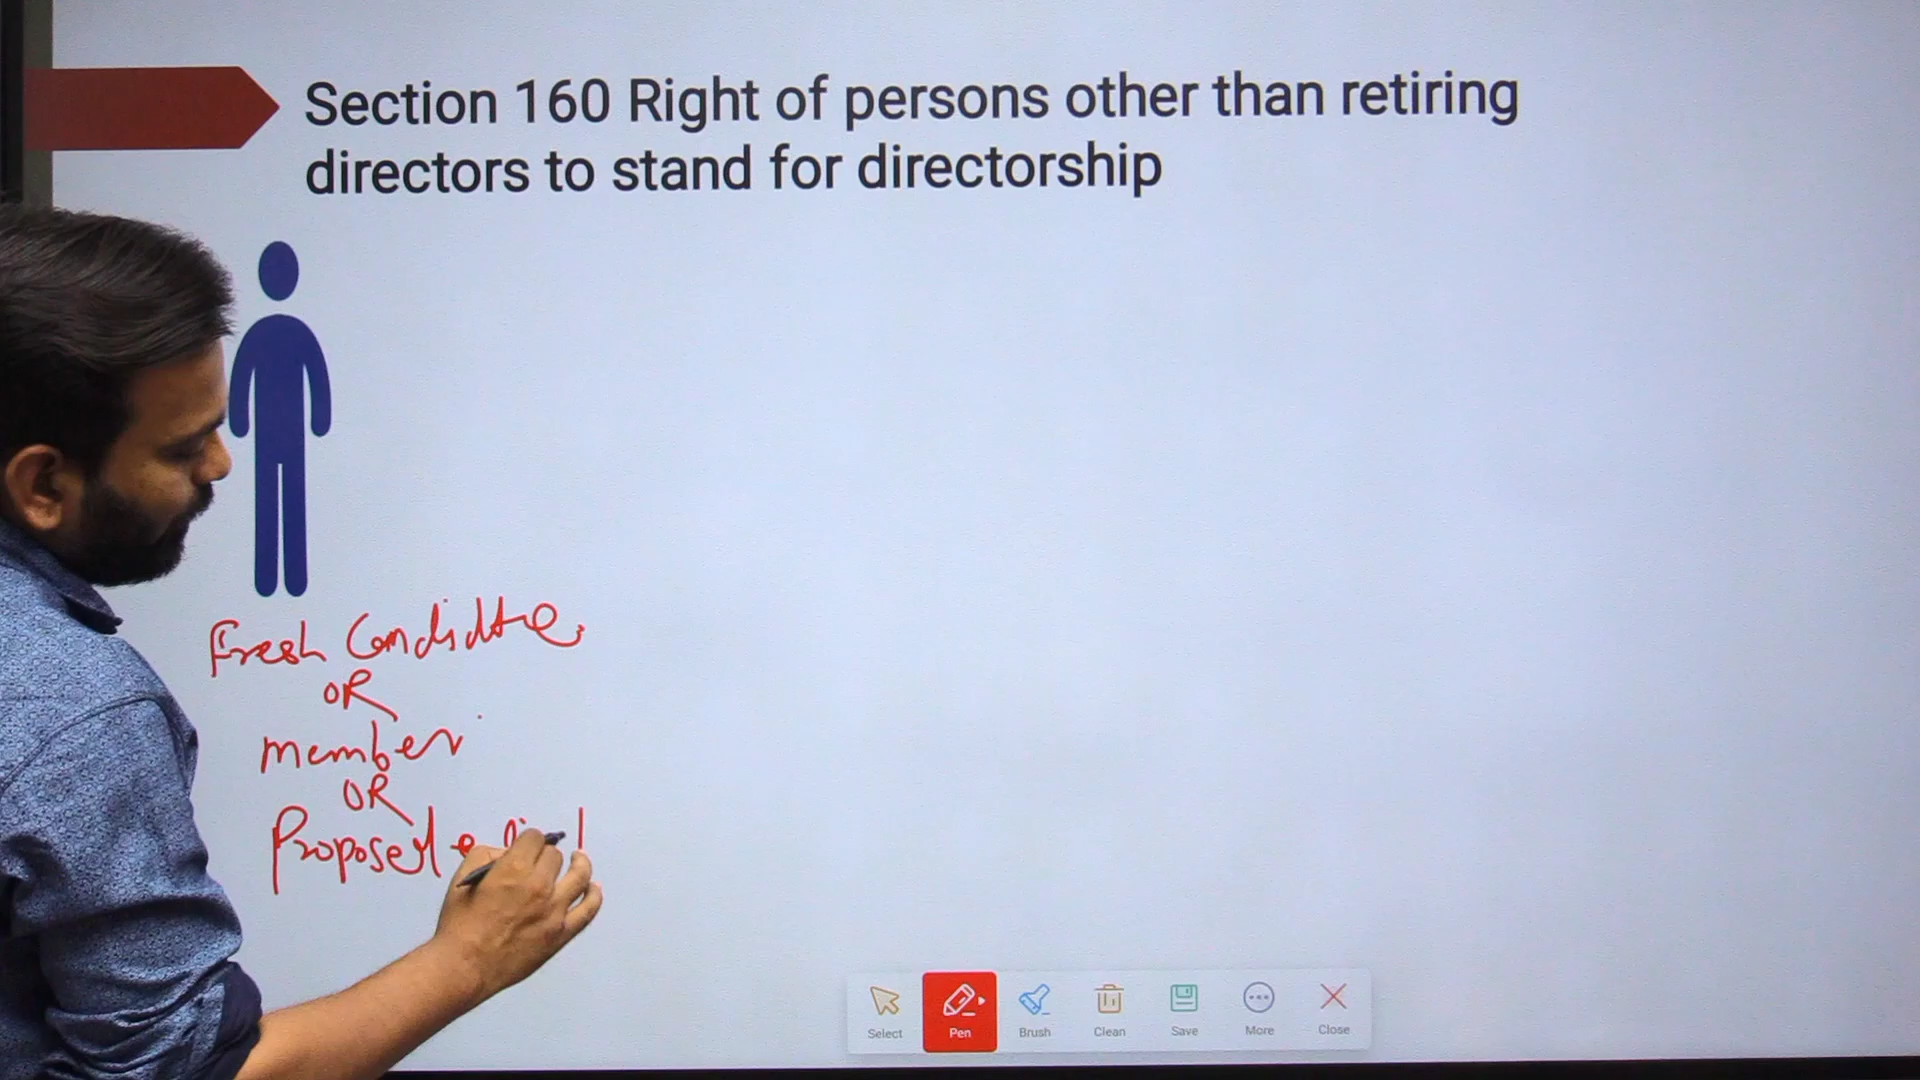 Section 160 Right of persons other than retiring
directors to stand for directorship
Fresh Candidate
OR
member
OR
Proposed
Select
Pen
Brush
Clean
Save
More
Close